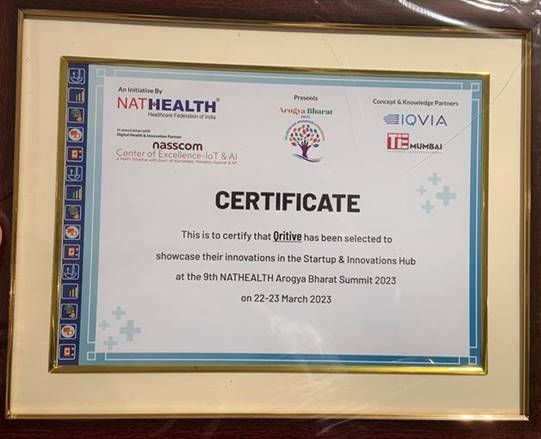 An Initiative By
NATHEALTH
Healthcare Federation of India
In association with
Digital Health & Innovation Partner
nasscom
Center of Excellence-IoT & AI
Presents
Arogya Bharat
Concept & Knowledge Partners
IQVIA
TiE MUMBAI
CERTIFICATE
This is to certify that Qritive has been selected to
showcase their innovations in the Startup & Innovations Hub
at the 9th NATHEALTH Arogya Bharat Summit 2023
on 22-23 March 2023